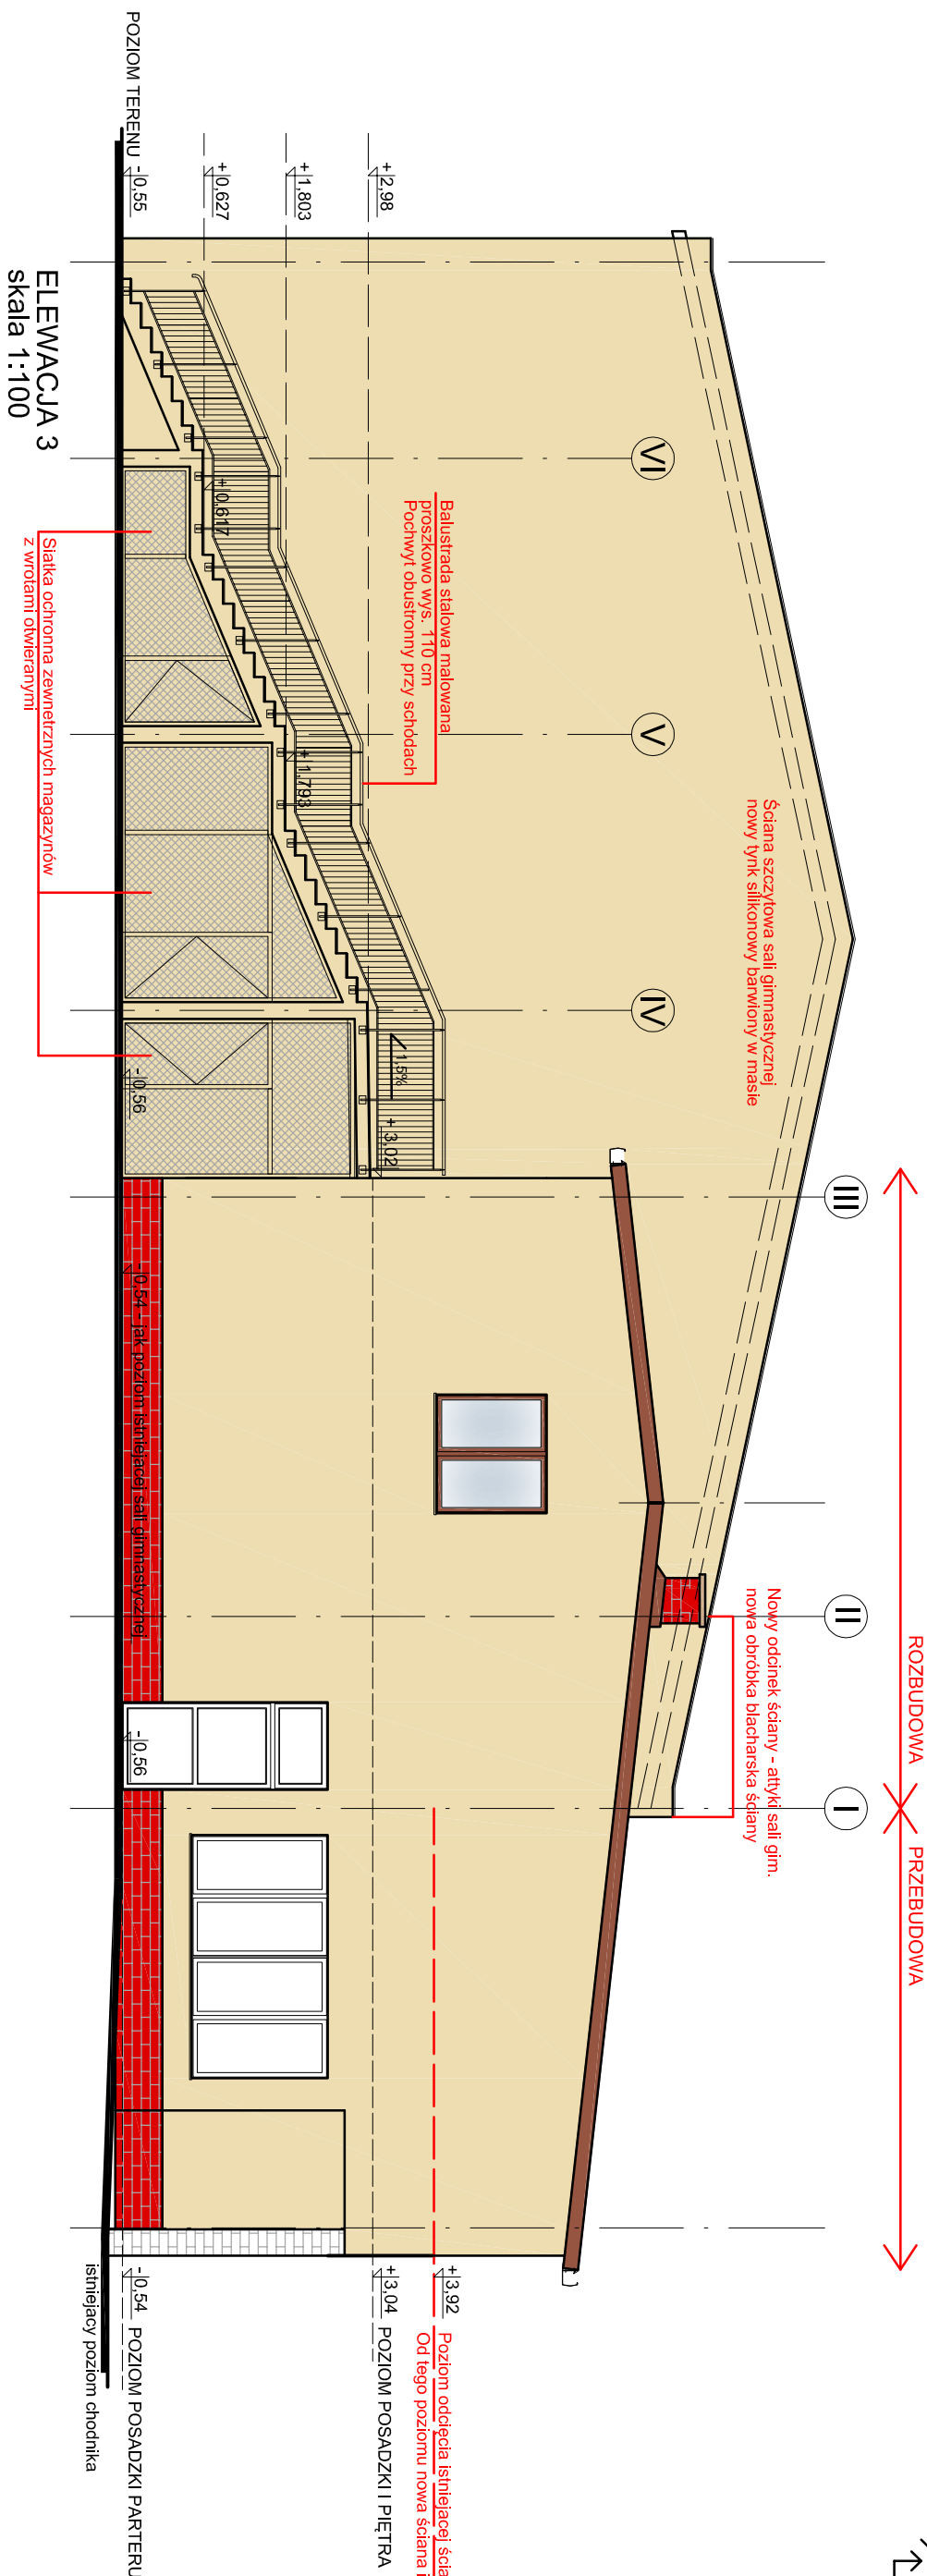 ROZBUDOWA
PRZEBUDOWA
VI
V
IV
III
II
I
Ściana szczytowa sali gimnastycznej
nowy tynk silikonowy barwiony w masie
Nowy odcinek ściany - attyki sali gim.
nowa obróbka blacharska ściany
Balustrada stalowa malowana
proszkowo wys. 110 cm
Pochwyt obustronny przy schodach
+2,98
+1,803
+0,627
POZIOM TERENU -0,55
+0,617
+1,793
1,5%
+ 3,02
-0,56
-0,54 - jak poziom istniejącej sali gimnastycznej
-0,56
+3,92
Poziom odcięcia istniejącej
Od tego poziomu nowa ściana
+3,04 POZIOM POSADZKI I PIĘTRA
-0,54 POZIOM POSADZKI PARTERU
istniejacy poziom chodnika
Siatka ochronna zewnetrznych magazynów
z wrotami otwieranymi
ELEWACJA 3
skala 1:100